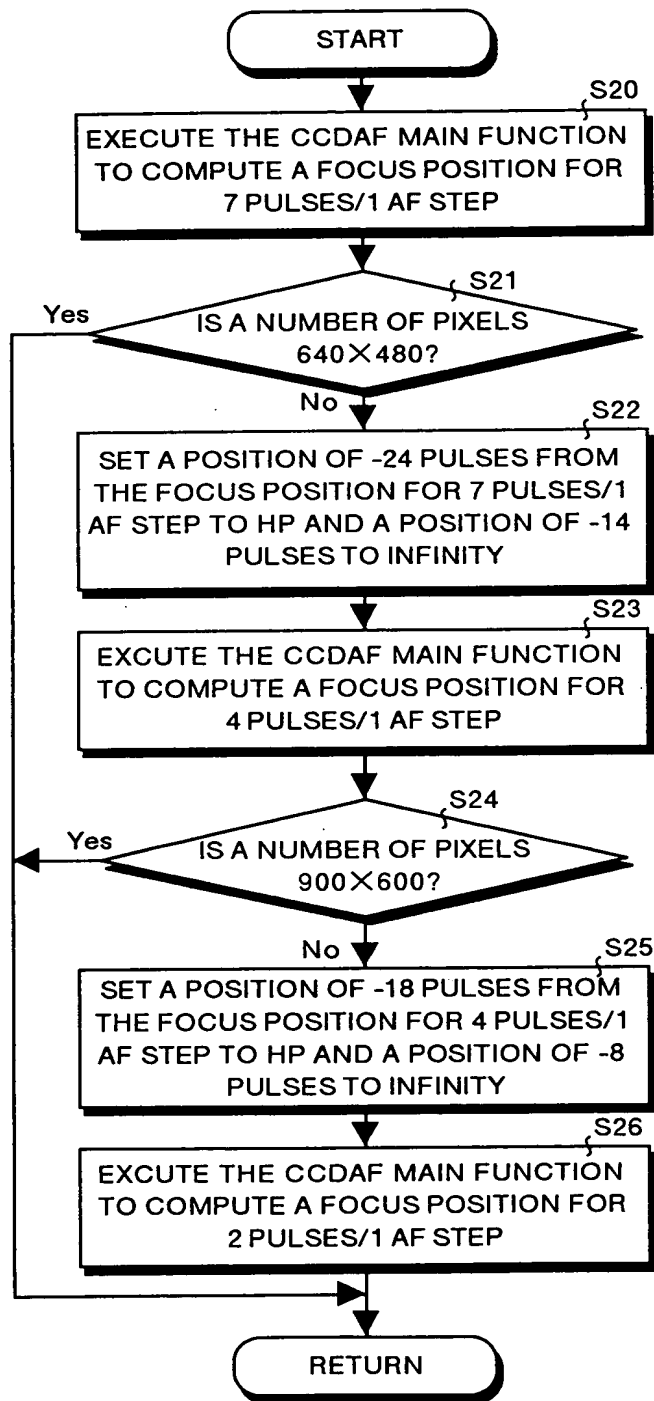 START
S20
EXECUTE THE CCDAF MAIN FUNCTION
TO COMPUTE A FOCUS POSITION FOR
7 PULSES/1 AF STEP
S21
Yes
IS A NUMBER OF PIXELS
640×480?
No
S22
SET A POSITION OF -24 PULSES FROM
THE FOCUS POSITION FOR 7 PULSES/1
AF STEP TO HP AND A POSITION OF -14
PULSES TO INFINITY
S23
EXCUTE THE CCDAF MAIN FUNCTION
TO COMPUTE A FOCUS POSITION FOR
4 PULSES/1 AF STEP
S24
Yes
IS A NUMBER OF PIXELS
900×600?
No
S25
SET A POSITION OF -18 PULSES FROM
THE FOCUS POSITION FOR 4 PULSES/1
AF STEP TO HP AND A POSITION OF -8
PULSES TO INFINITY
S26
EXCUTE THE CCDAF MAIN FUNCTION
TO COMPUTE A FOCUS POSITION FOR
2 PULSES/1 AF STEP
RETURN